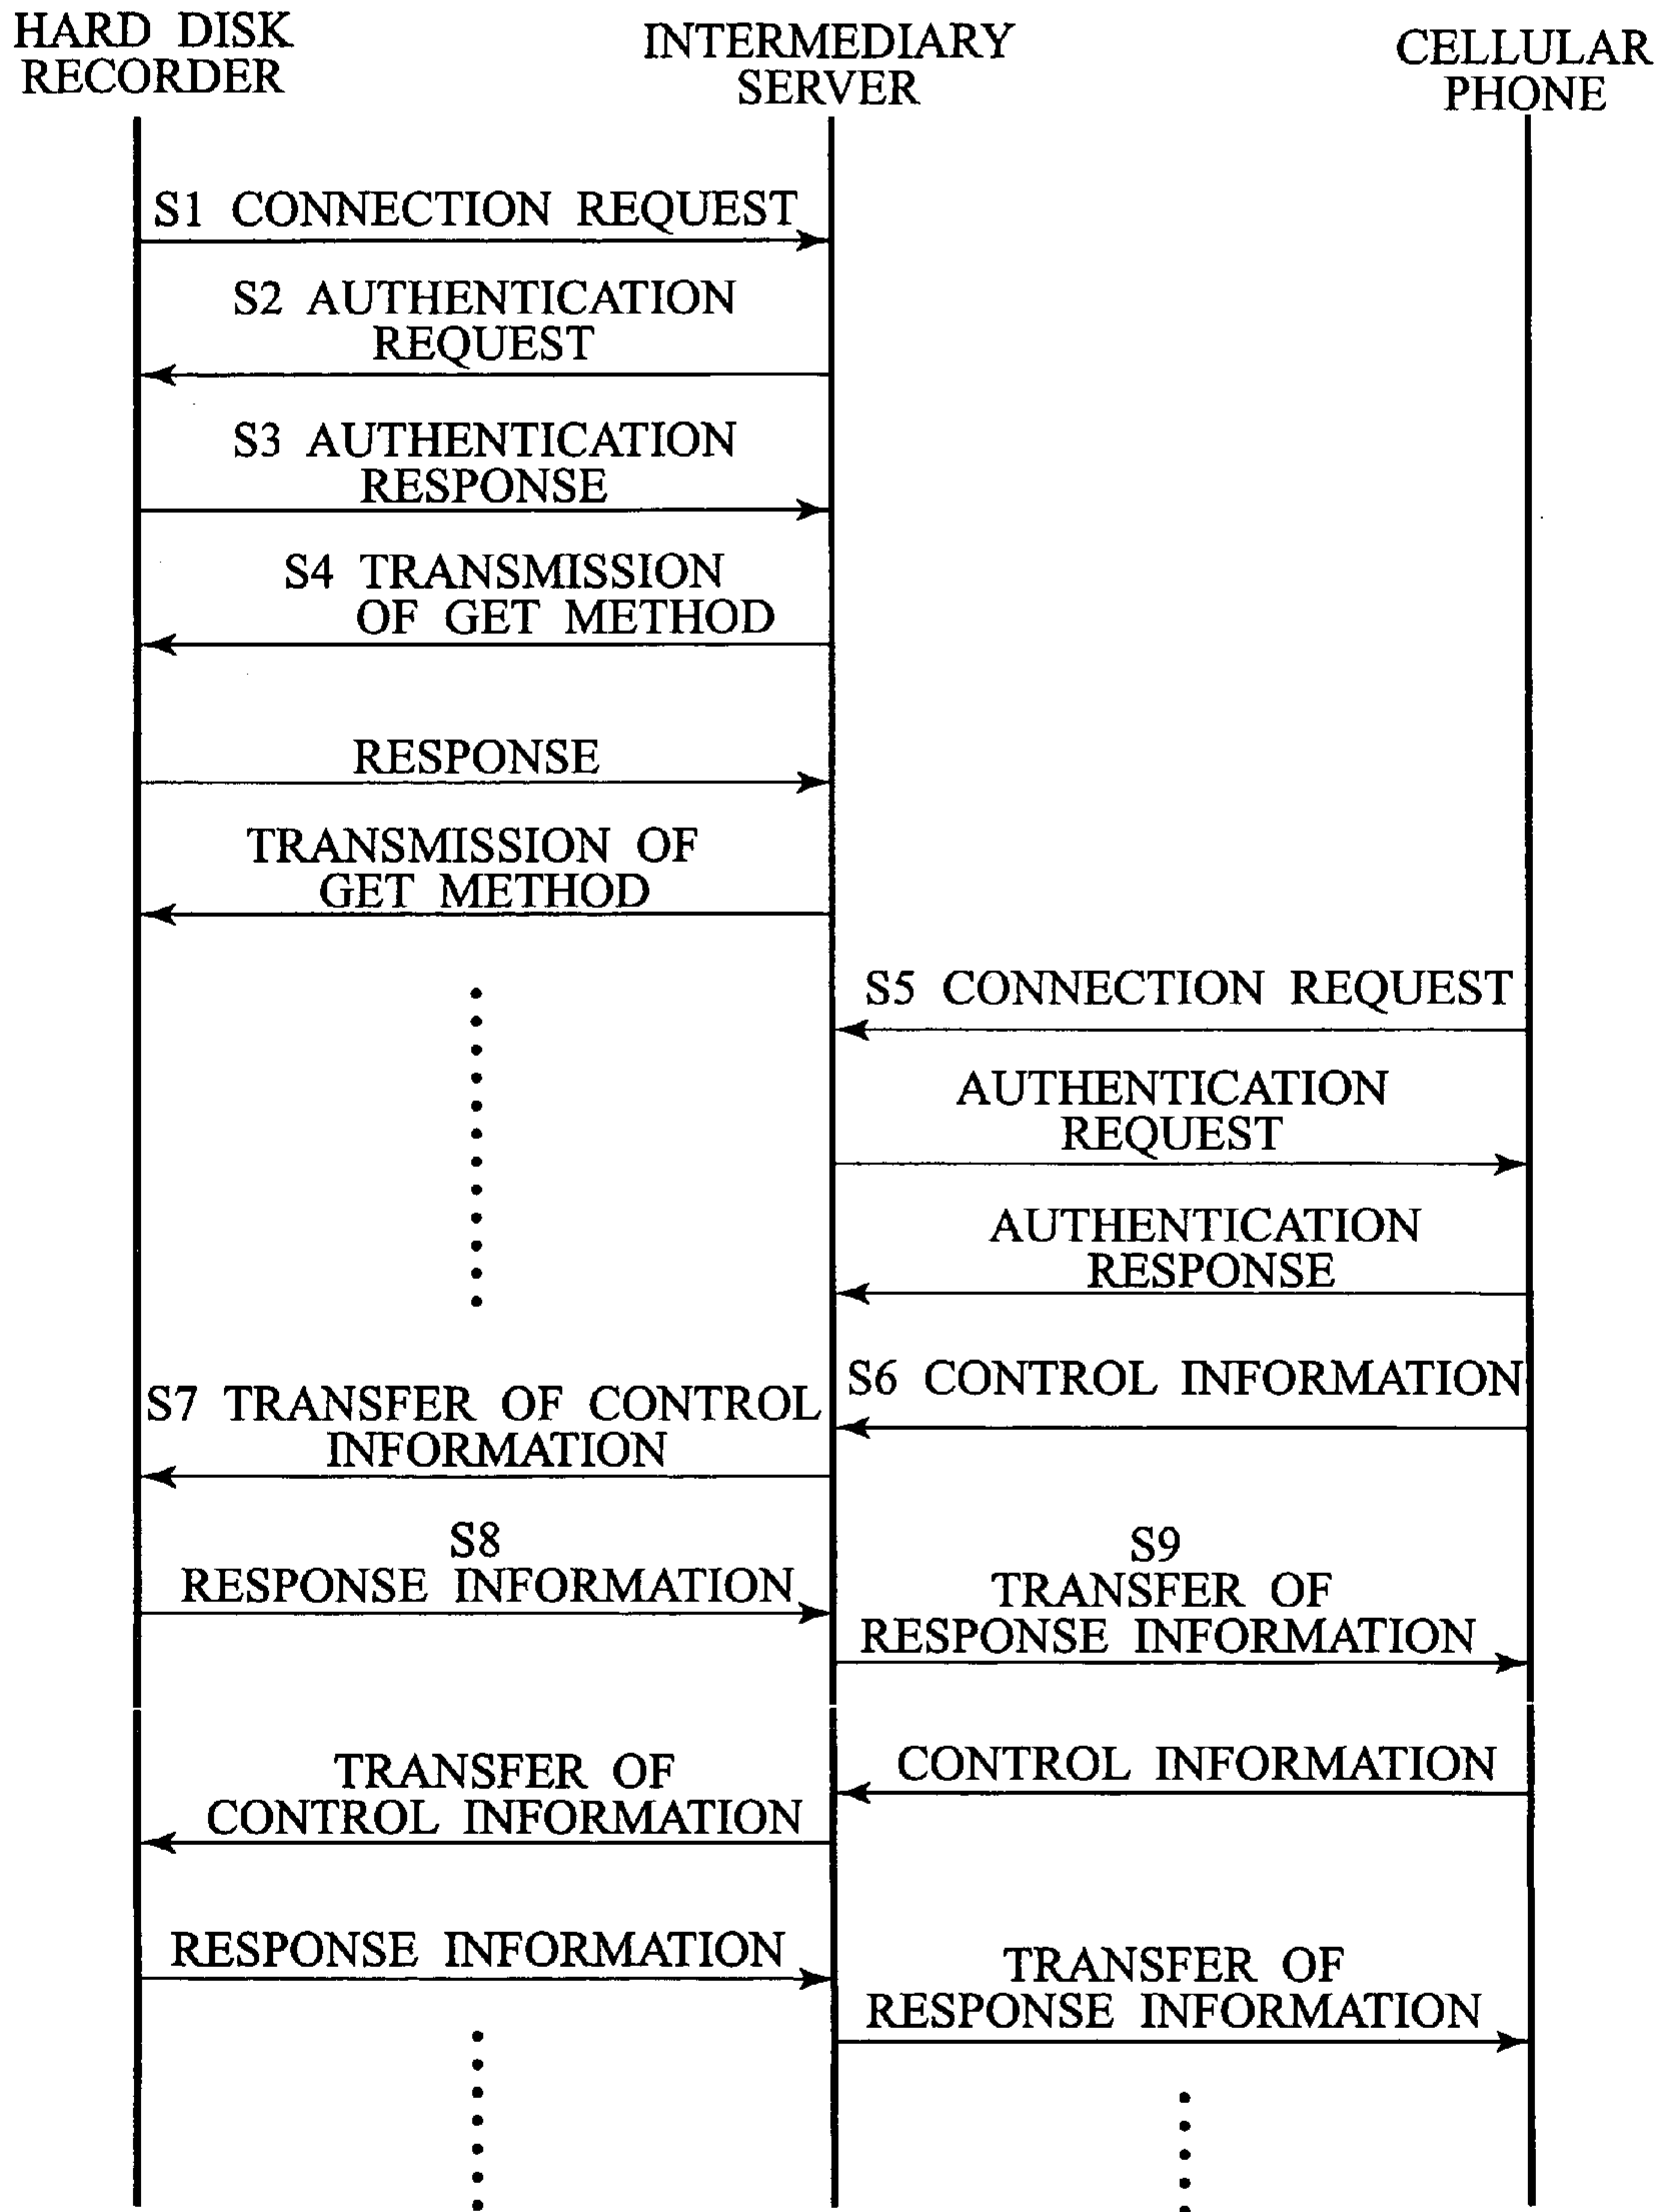 HARD DISK
RECORDER
INTERMEDIARY
SERVER
CELLULAR
PHONE
S1 CONNECTION REQUEST
S2 AUTHENTICATION
REQUEST
S3 AUTHENTICATION
RESPONSE
S4 TRANSMISSION
OF GET METHOD
RESPONSE
TRANSMISSION OF
GET METHOD
S5 CONNECTION REQUEST
AUTHENTICATION
REQUEST
AUTHENTICATION
RESPONSE
S6 CONTROL INFORMATION
S7 TRANSFER OF CONTROL
INFORMATION
S8
RESPONSE INFORMATION
S9
TRANSFER OF
RESPONSE INFORMATION
CONTROL INFORMATION
TRANSFER OF
CONTROL INFORMATION
RESPONSE INFORMATION
TRANSFER OF
RESPONSE INFORMATION